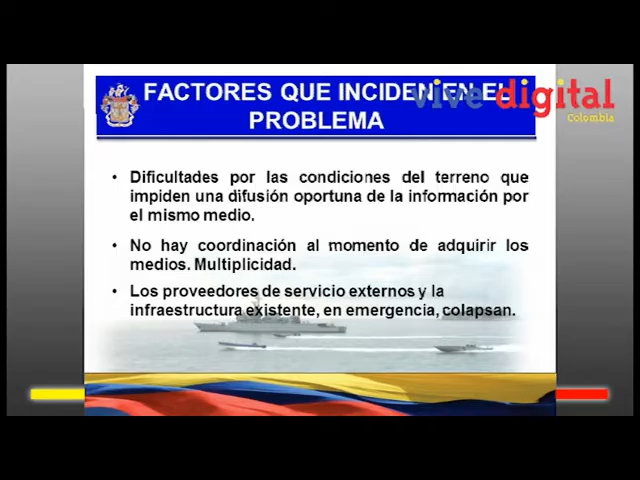 FACTORES QUE INCIDEN EN EL
PROBLEMA
vive digital
Colombia
• Dificultades por las condiciones del terreno que
impiden una difusión oportuna de la información por
el mismo medio.
• No hay coordinación al momento de adquirir los
medios. Multiplicidad.
• Los proveedores de servicio externos y la
infraestructura existente, en emergencia, colapsan.